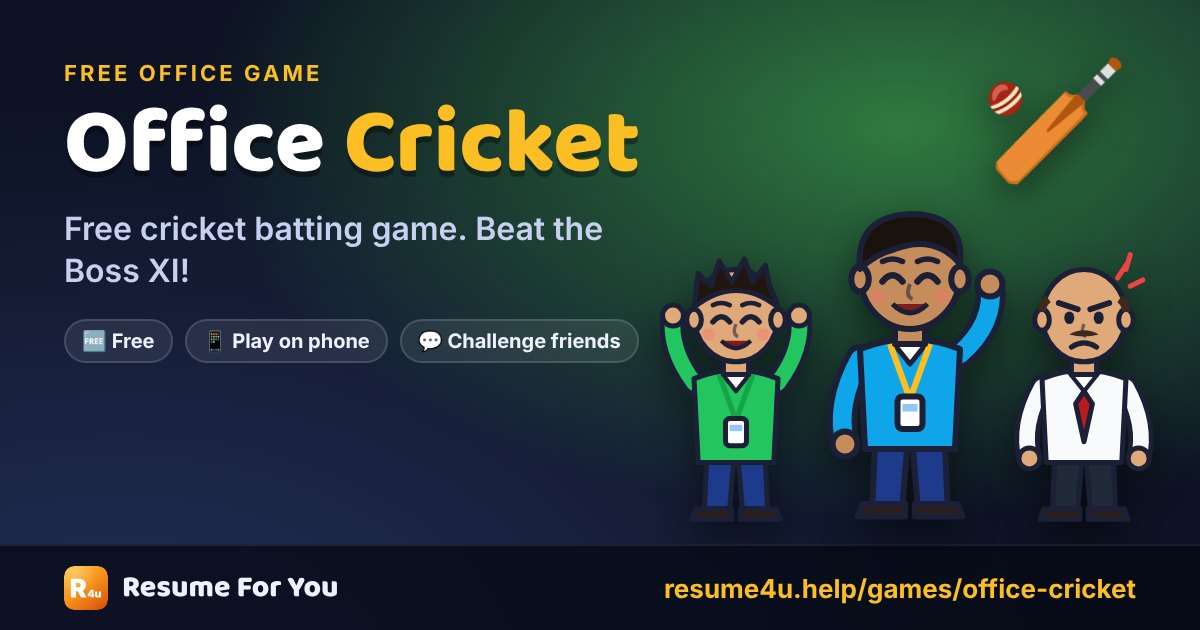 FREE OFFICE GAME
Office Cricket
Free cricket batting game. Beat the
Boss XI!
🆓 Free 📱 Play on phone 💬 Challenge friends
R4u Resume For You
resume4u.help/games/office-cricket